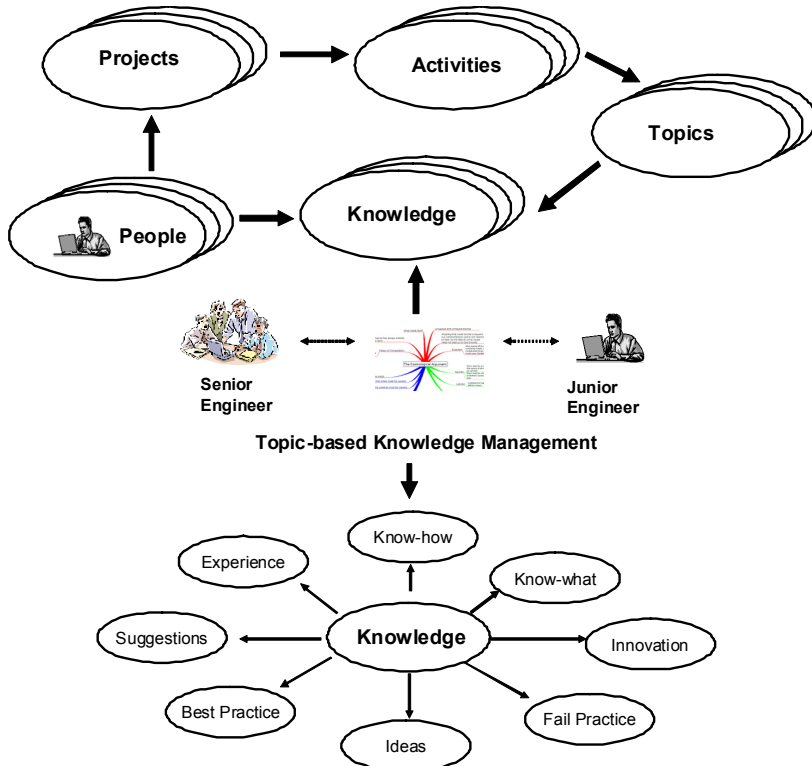 Projects
Activities
Topics
People
Knowledge
Senior
Engineer
Junior
Engineer
Topic-based Knowledge Management
Know-how
Experience
Know-what
Suggestions
Knowledge
Innovation
Best Practice
Fail Practice
Ideas